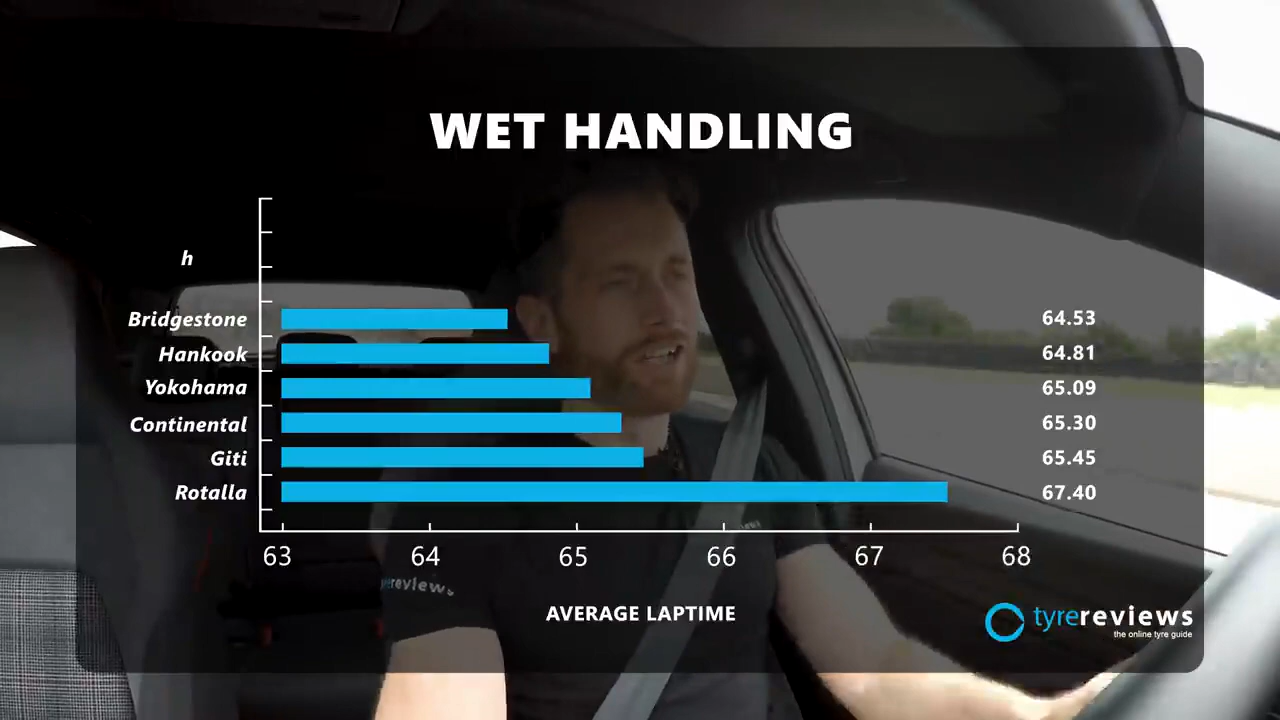 WET HANDLING
h
Bridgestone 64.53
Hankook 64.81
Yokohama 65.09
Continental 65.30
Giti 65.45
Rotalla 67.40
63 64 65 66 67 68
AVERAGE LAPTIME
tyrereviews
the online tyre guide
reviews